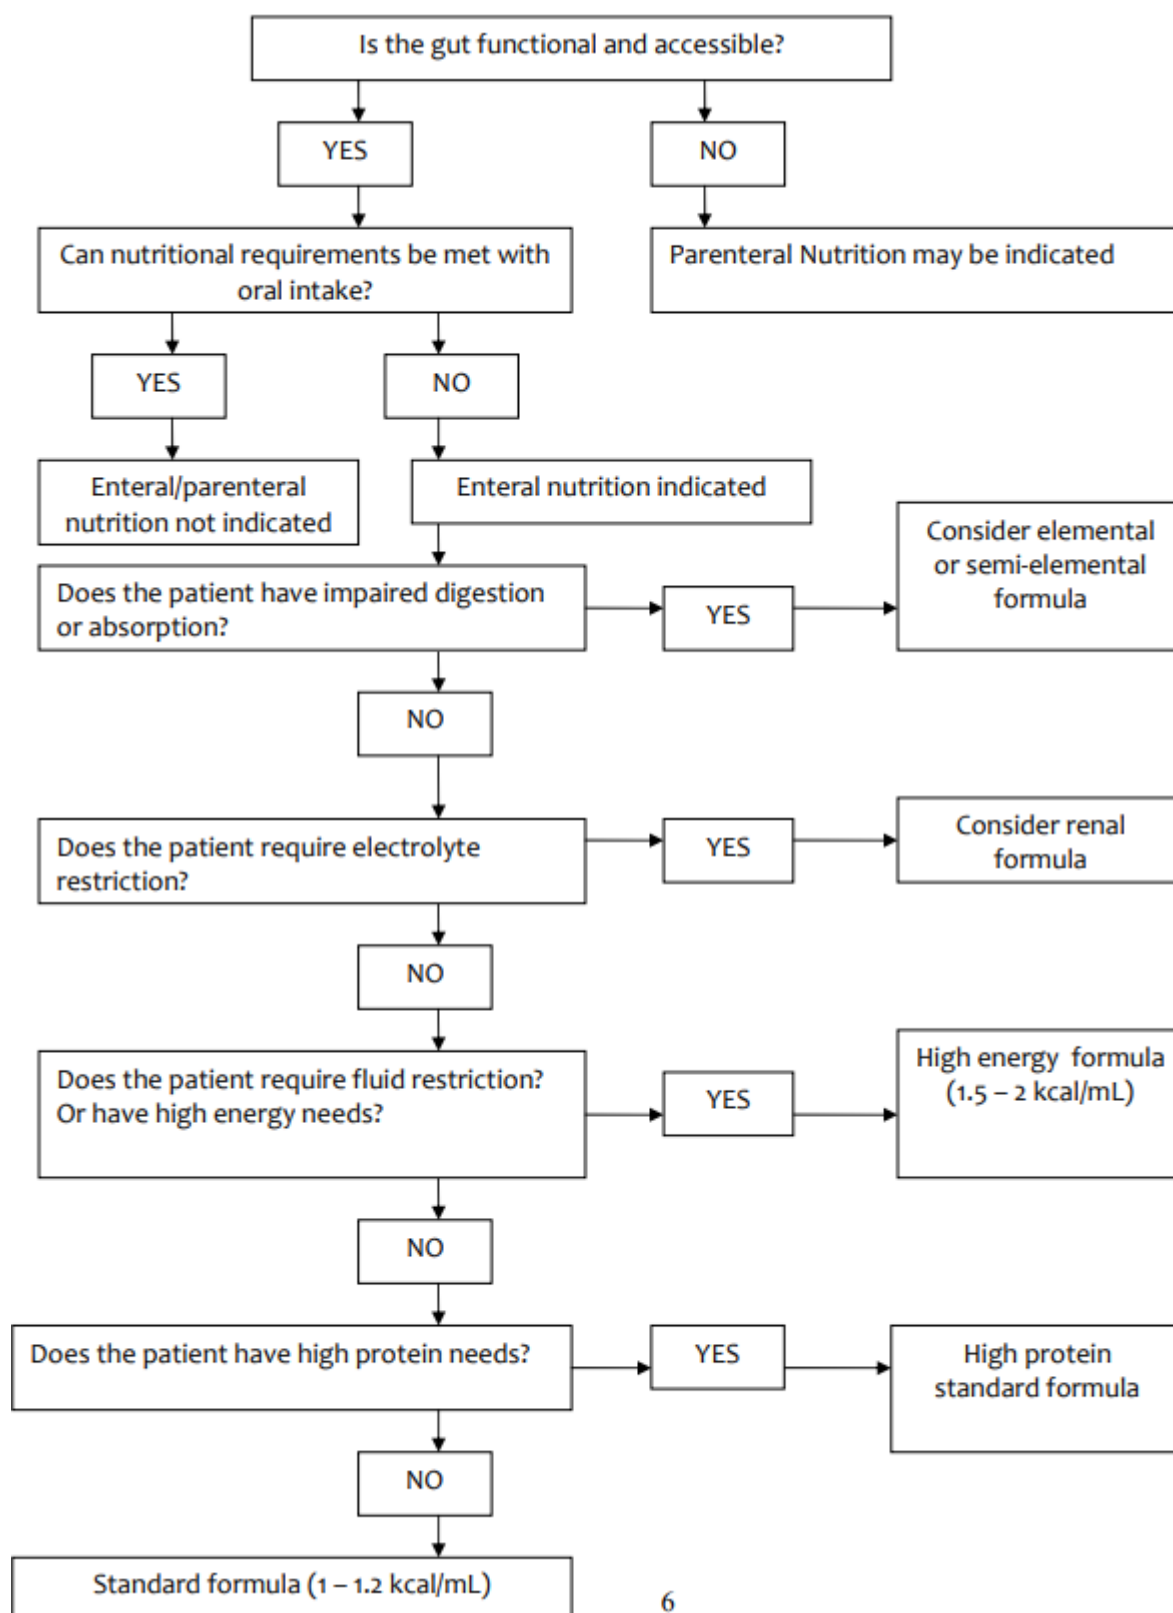 Is the gut functional and accessible?
YES
NO
Can nutritional requirements be met with
oral intake?
Parenteral Nutrition may be indicated
YES
NO
Enteral/parenteral
nutrition not indicated
Enteral nutrition indicated
Does the patient have impaired digestion
or absorption?
YES
Consider elemental
or semi-elemental
formula
NO
Does the patient require electrolyte
restriction?
YES
Consider renal
formula
NO
Does the patient require fluid restriction?
Or have high energy needs?
YES
High energy  formula
(1.5 – 2 kcal/mL)
NO
Does the patient have high protein needs?
YES
High protein
standard formula
NO
Standard formula (1 – 1.2 kcal/mL)
6